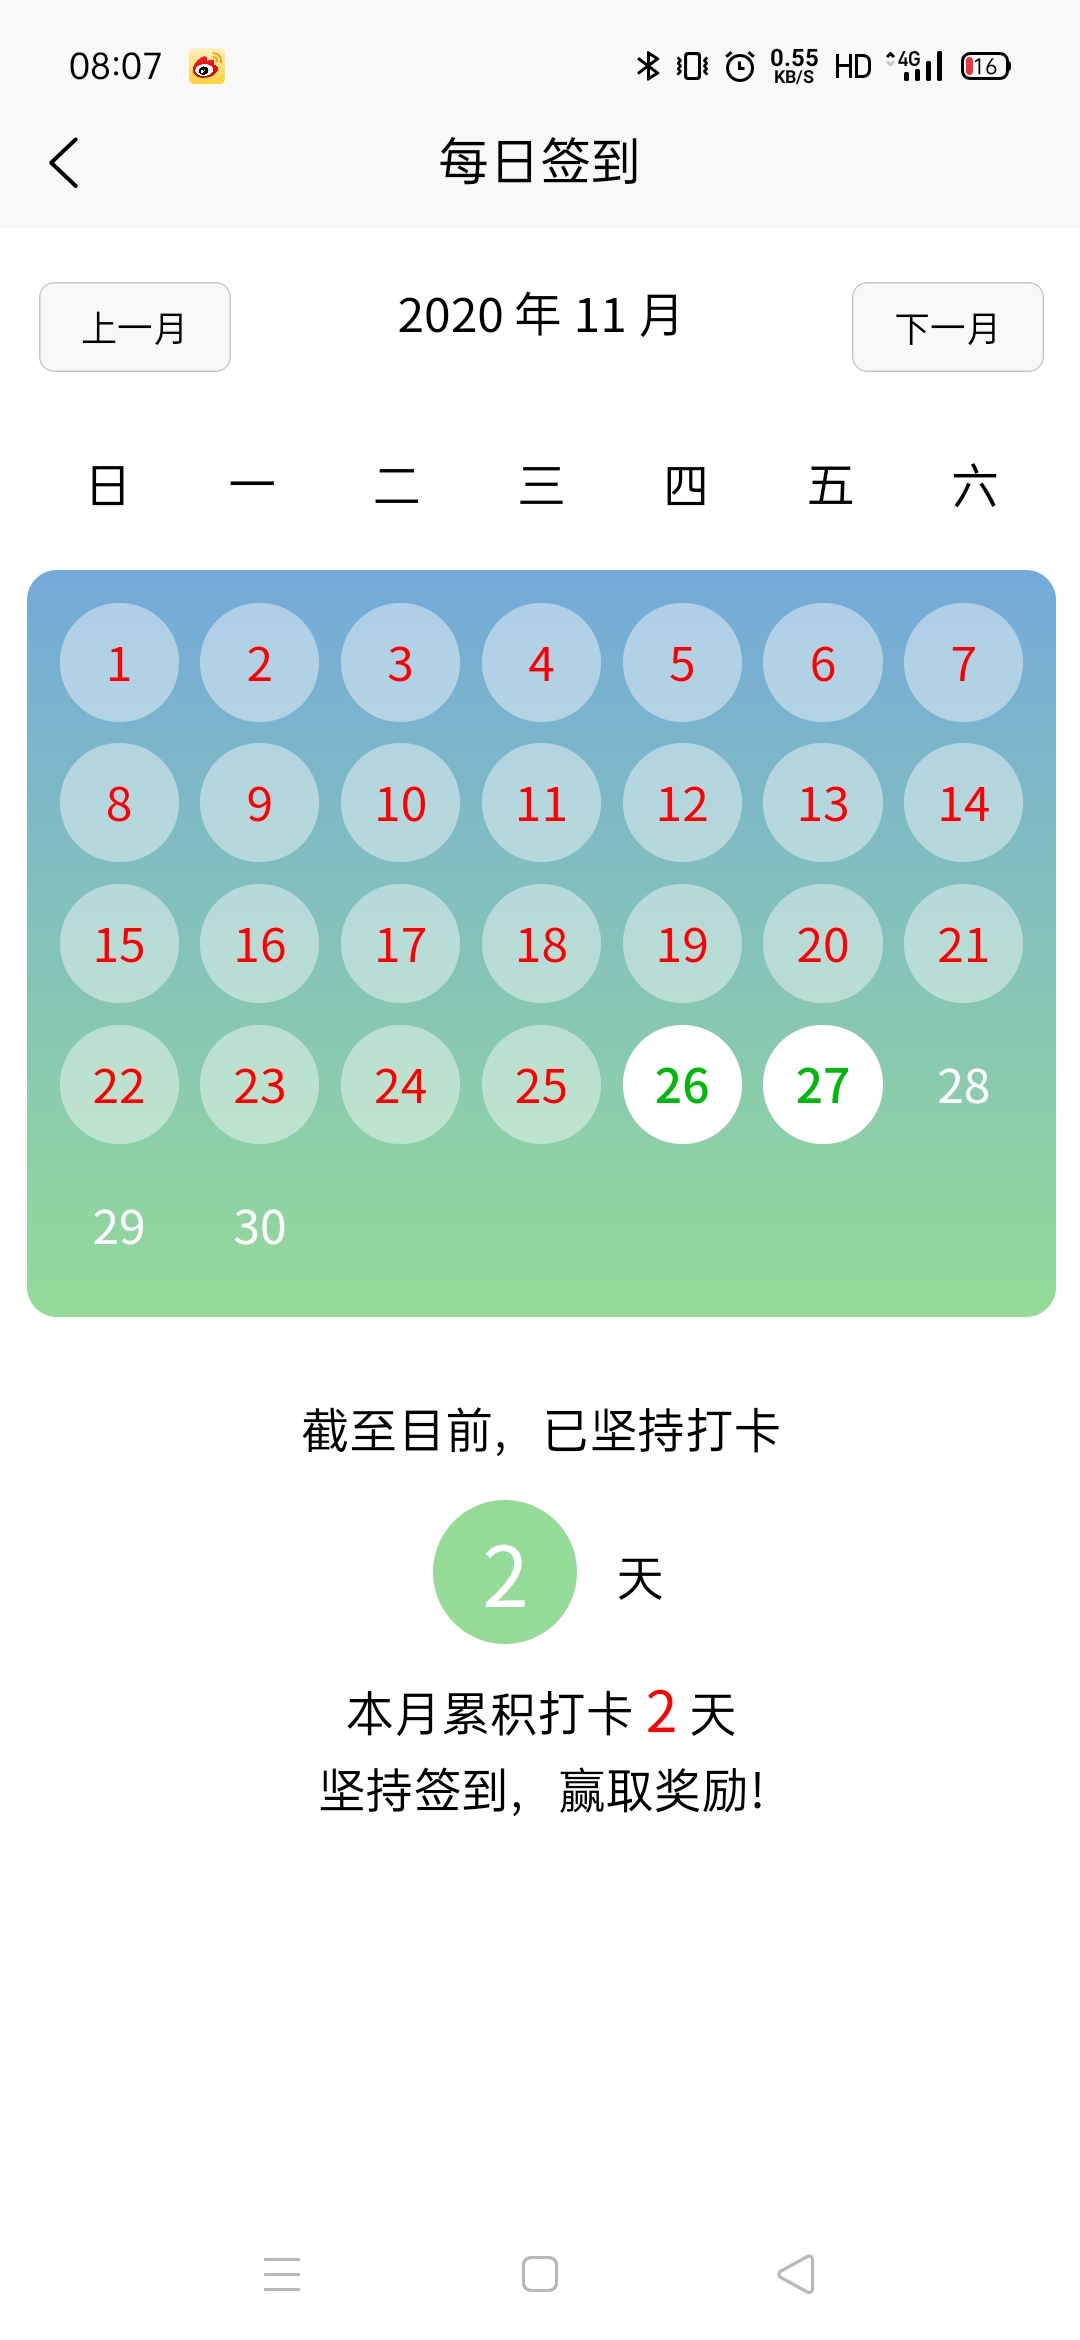 08:07 0.55 KB/S HD 4G 16
每日签到
上一月 2020 年 11 月 下一月
日 一 二 三 四 五 六
1 2 3 4 5 6 7
8 9 10 11 12 13 14
15 16 17 18 19 20 21
22 23 24 25 26 27 28
29 30
截至目前，已坚持打卡
2 天
本月累积打卡 2 天
坚持签到，赢取奖励!